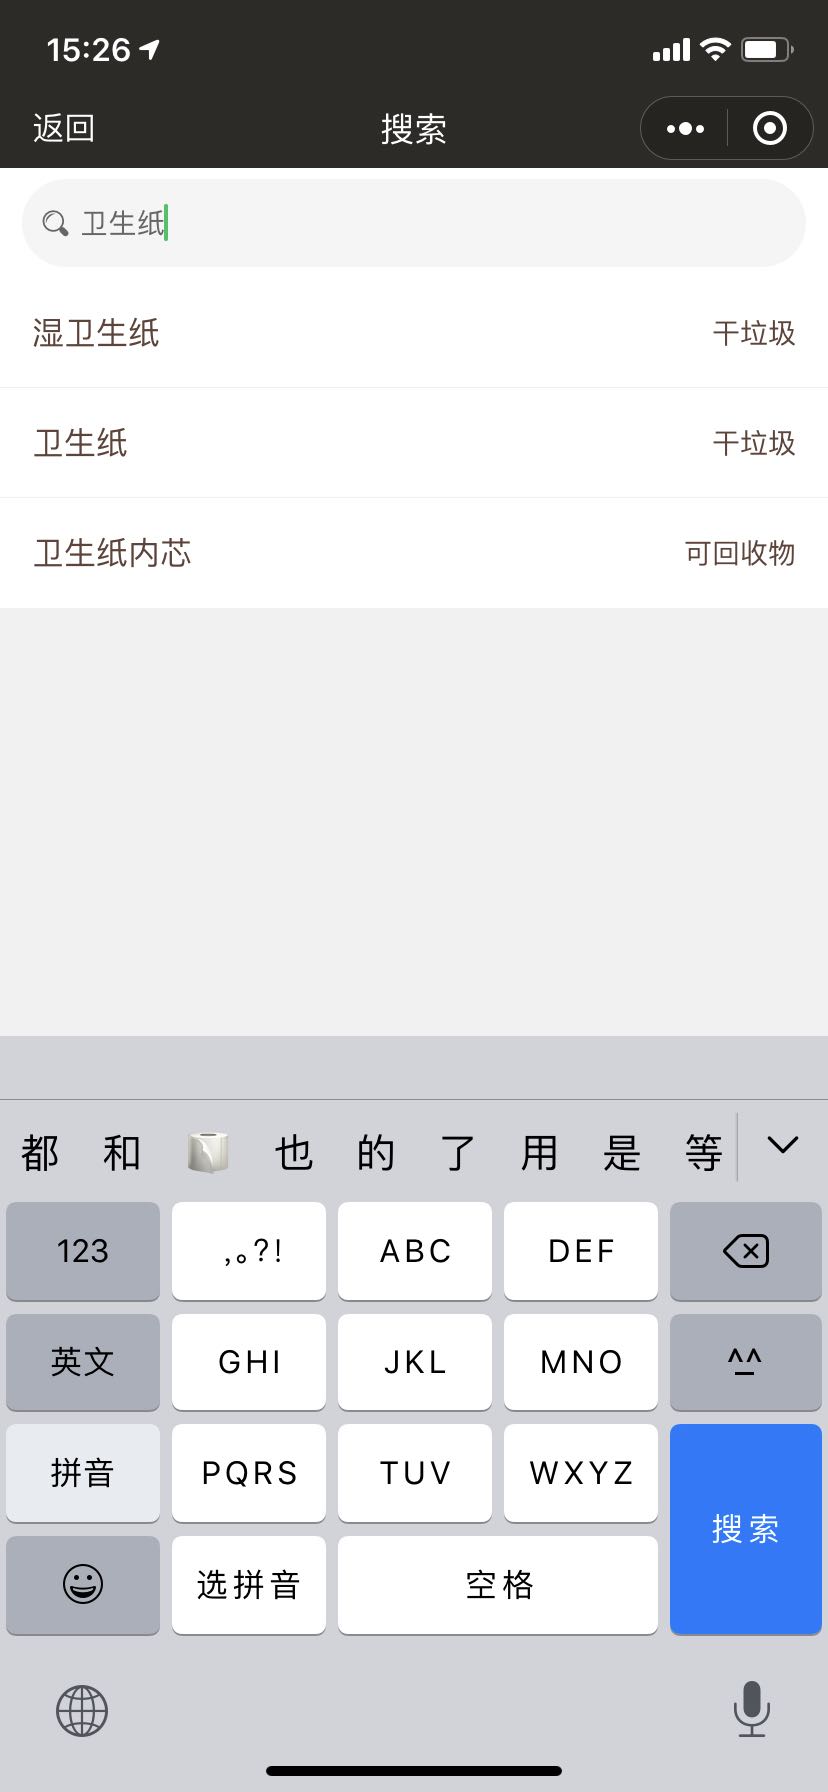 15:26
返回 搜索
卫生纸
湿卫生纸 干垃圾
卫生纸 干垃圾
卫生纸内芯 可回收物
都 和 也 的 了 用 是 等
123 ,。?! ABC DEF
英文 GHI JKL MNO ^^
拼音 PQRS TUV WXYZ
搜索
选拼音 空格